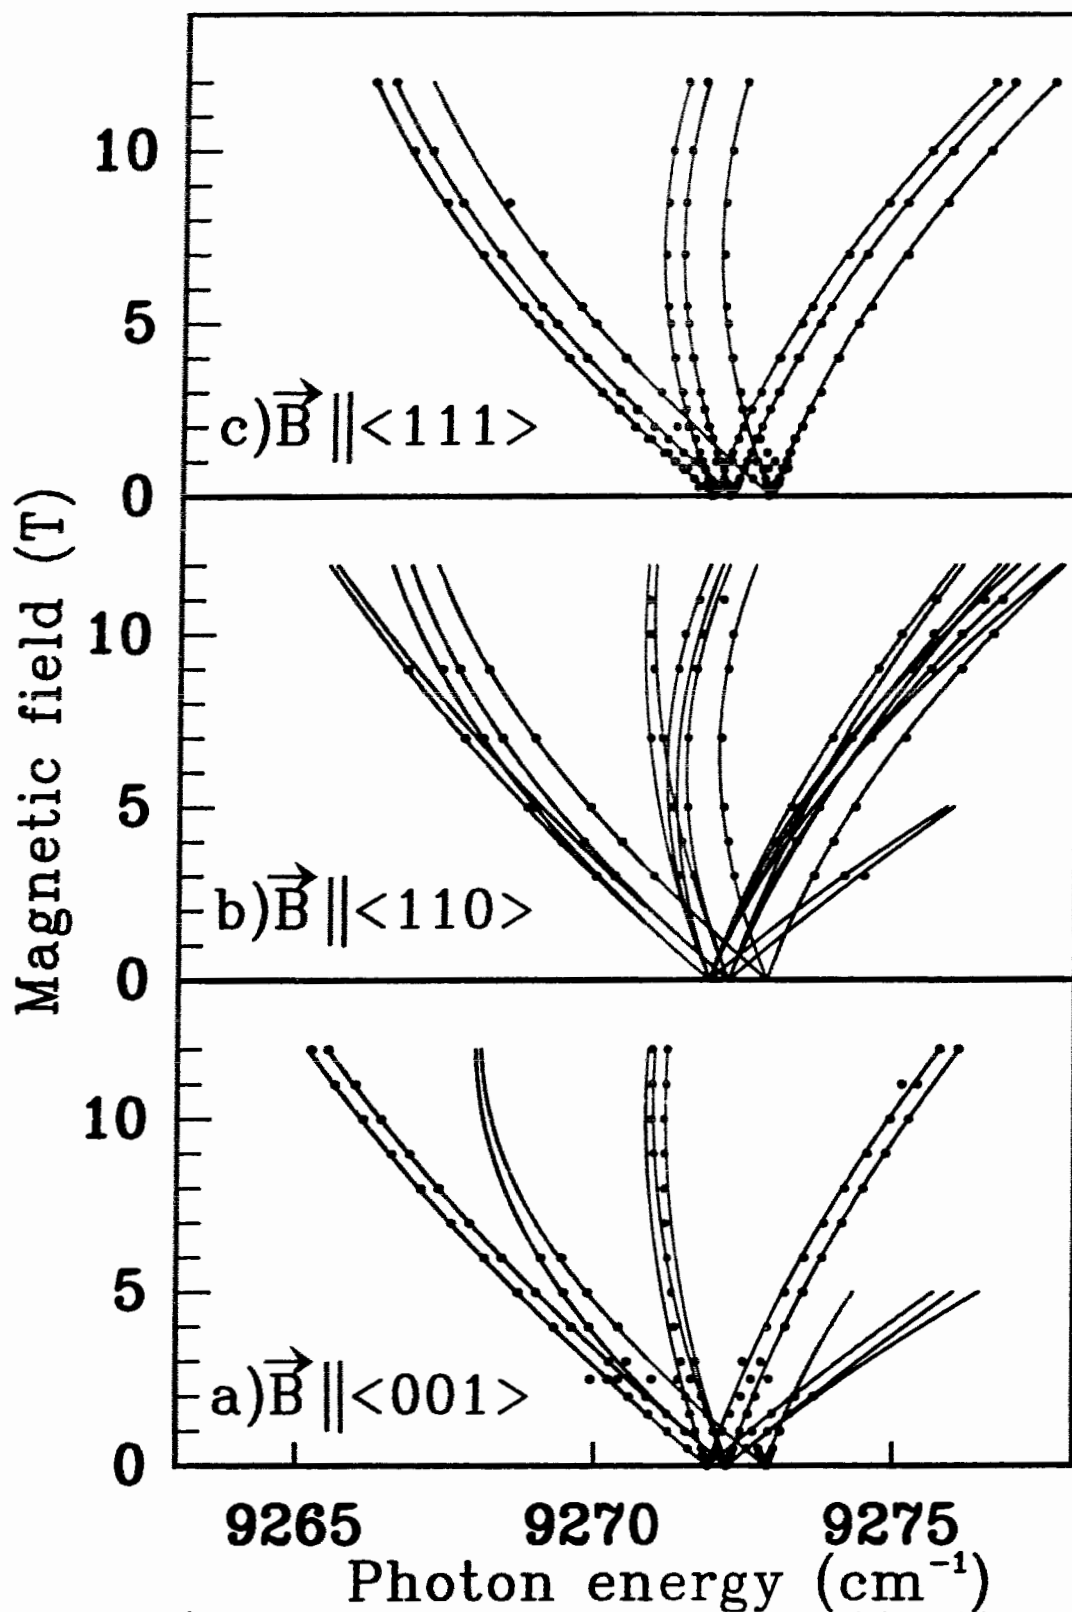 Magnetic field (T)
10
5
0
c)B⃗ ||<111>
10
5
0
b)B⃗ ||<110>
10
5
0
a)B⃗ ||<001>
9265 9270 9275
Photon energy (cm⁻¹)